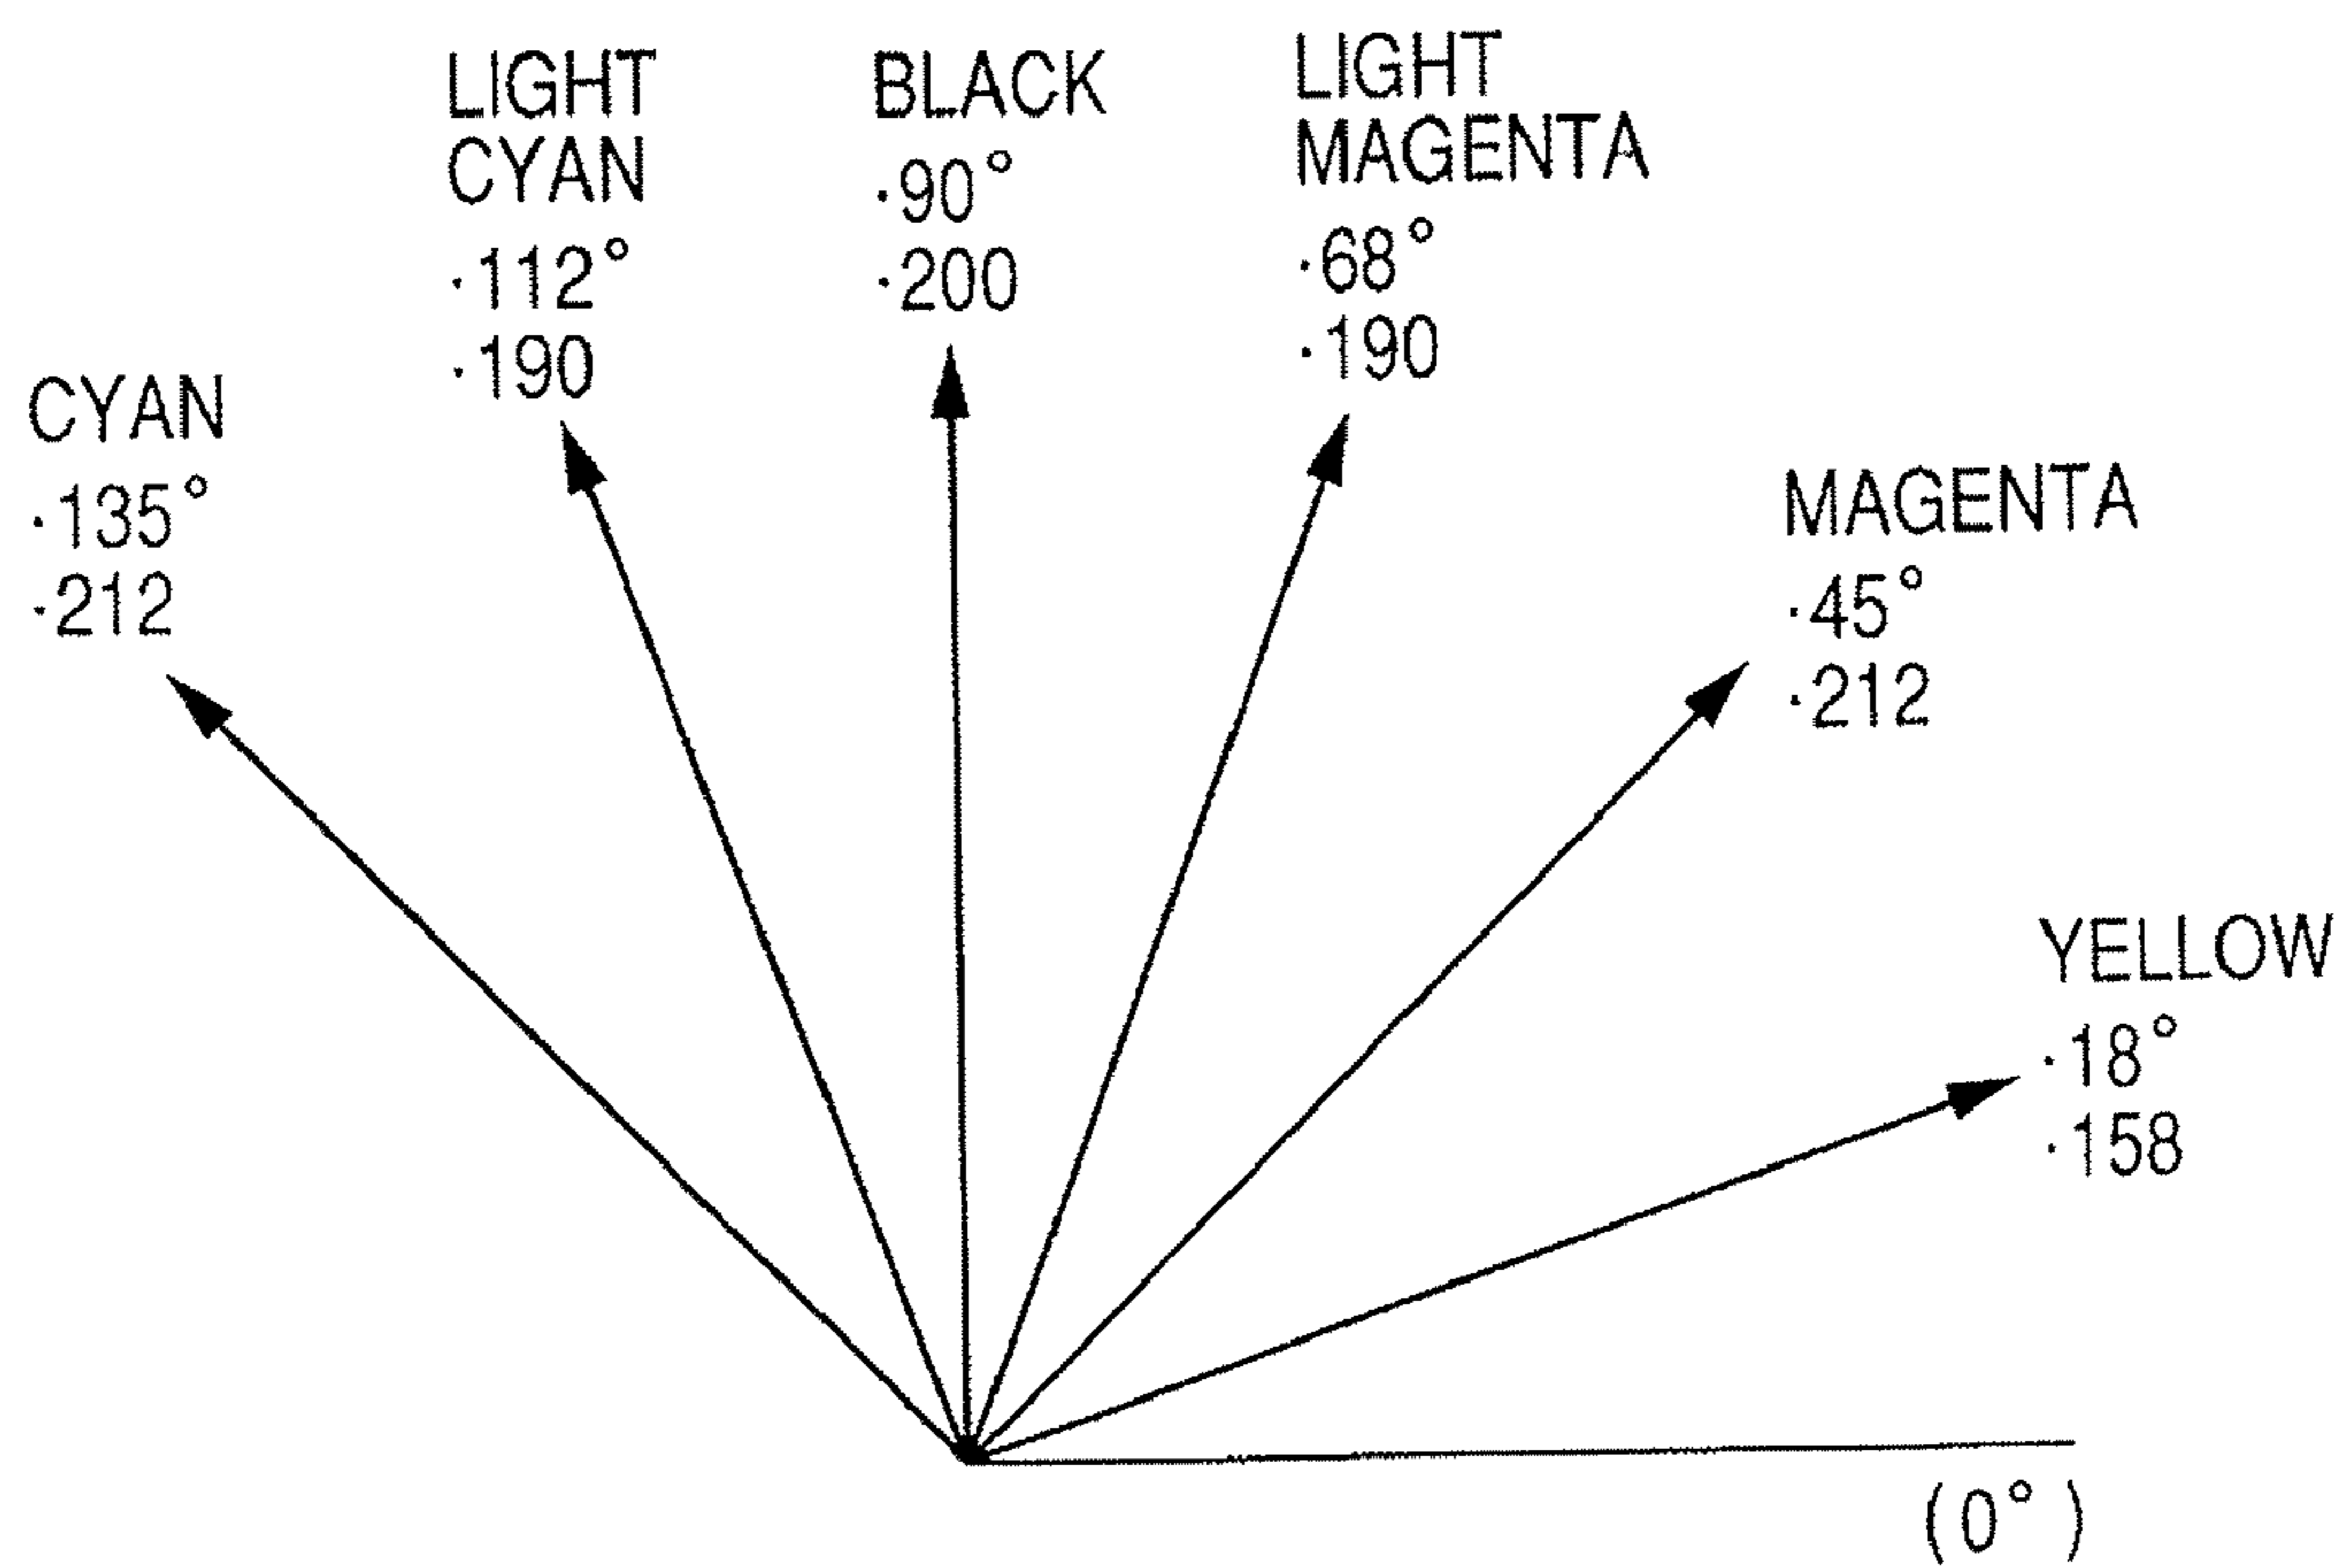 CYAN
·135°
·212
LIGHT
CYAN
·112°
·190
BLACK
·90°
·200
LIGHT
MAGENTA
·68°
·190
MAGENTA
·45°
·212
YELLOW
·18°
·158
(0°)